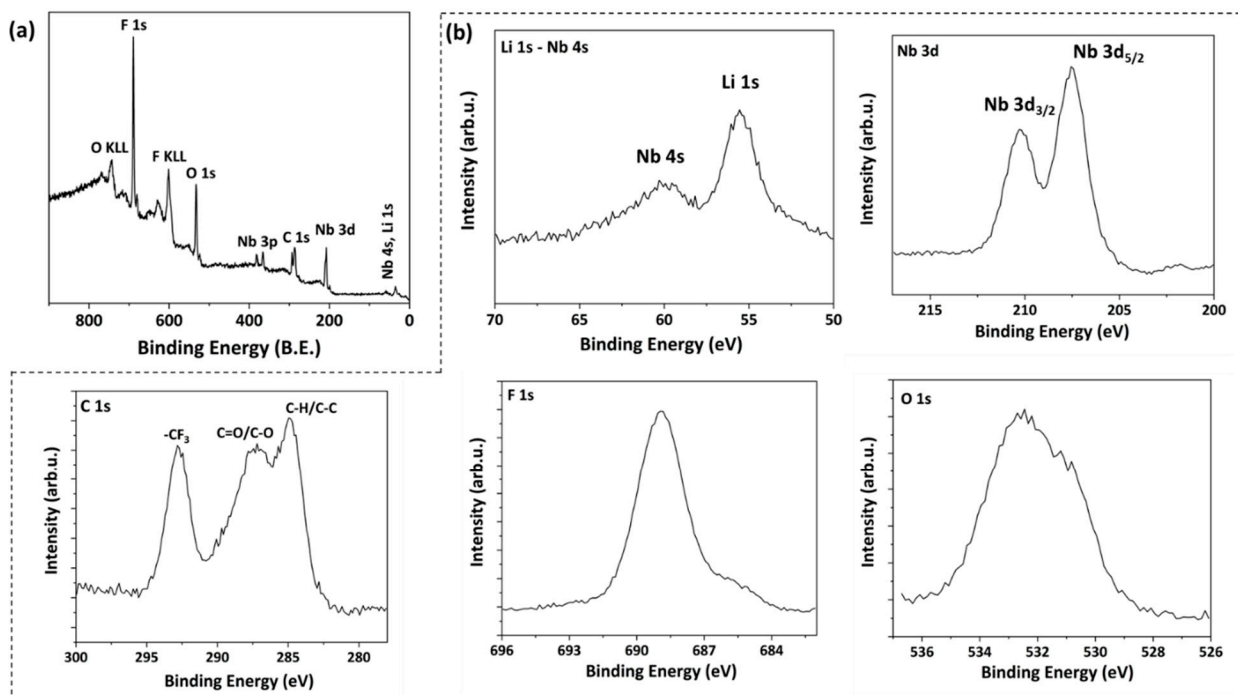 (a)
F 1s
O KLL
F KLL
O 1s
Nb 3p
C 1s
Nb 3d
Nb 4s, Li 1s
800 600 400 200 0
Binding Energy (B.E.)
(b)
Li 1s - Nb 4s
Li 1s
Nb 4s
Intensity (arb.u.)
70 65 60 55 50
Binding Energy (eV)
Nb 3d
Nb 3d5/2
Nb 3d3/2
Intensity (arb.u.)
215 210 205 200
Binding Energy (eV)
C 1s
-CF3
C=O/C-O
C-H/C-C
Intensity (arb.u.)
300 295 290 285 280
Binding Energy (eV)
F 1s
Intensity (arb.u.)
696 693 690 687 684
Binding Energy (eV)
O 1s
Intensity (arb.u.)
536 534 532 530 528 526
Binding Energy (eV)